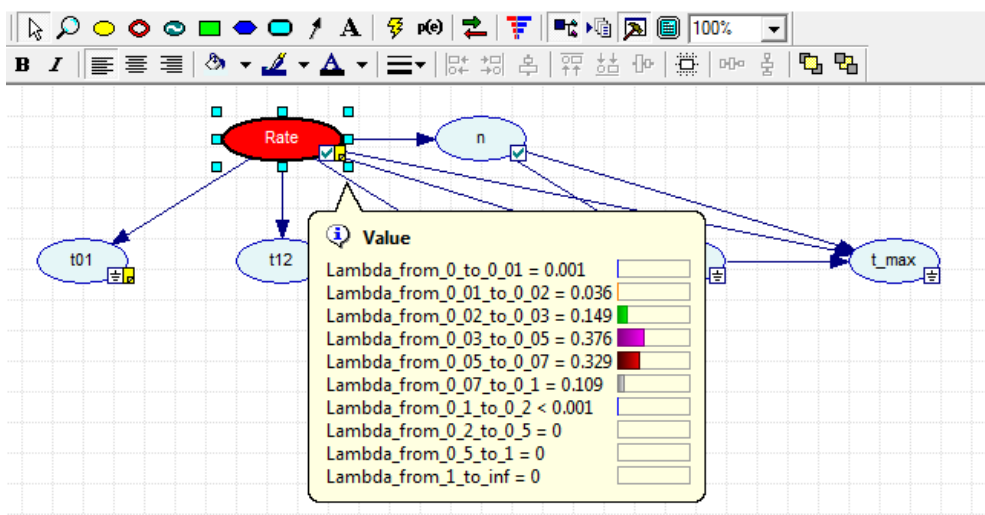 A p(e) 100%
B I A
Rate n
t01 t12 t_max
Value
Lambda_from_0_to_0_01 = 0.001
Lambda_from_0_01_to_0_02 = 0.036
Lambda_from_0_02_to_0_03 = 0.149
Lambda_from_0_03_to_0_05 = 0.376
Lambda_from_0_05_to_0_07 = 0.329
Lambda_from_0_07_to_0_1 = 0.109
Lambda_from_0_1_to_0_2 < 0.001
Lambda_from_0_2_to_0_5 = 0
Lambda_from_0_5_to_1 = 0
Lambda_from_1_to_inf = 0